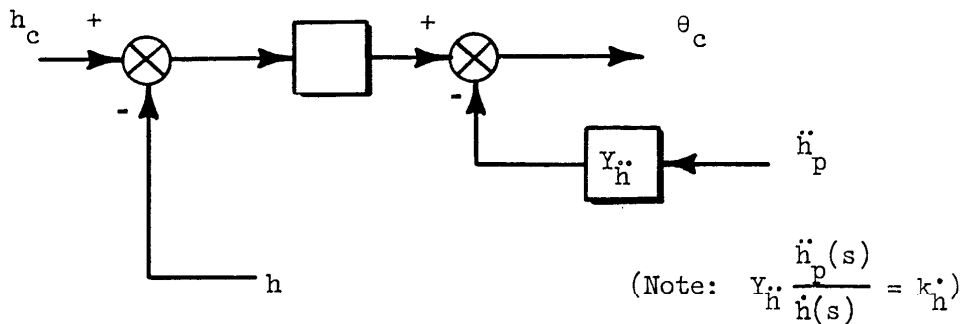 h_c + + θ_c
- -
Y_ḧ ḧ_p
h
(Note: Y_ḧ ḧ_p(s)/ḣ(s) = k_ḣ)